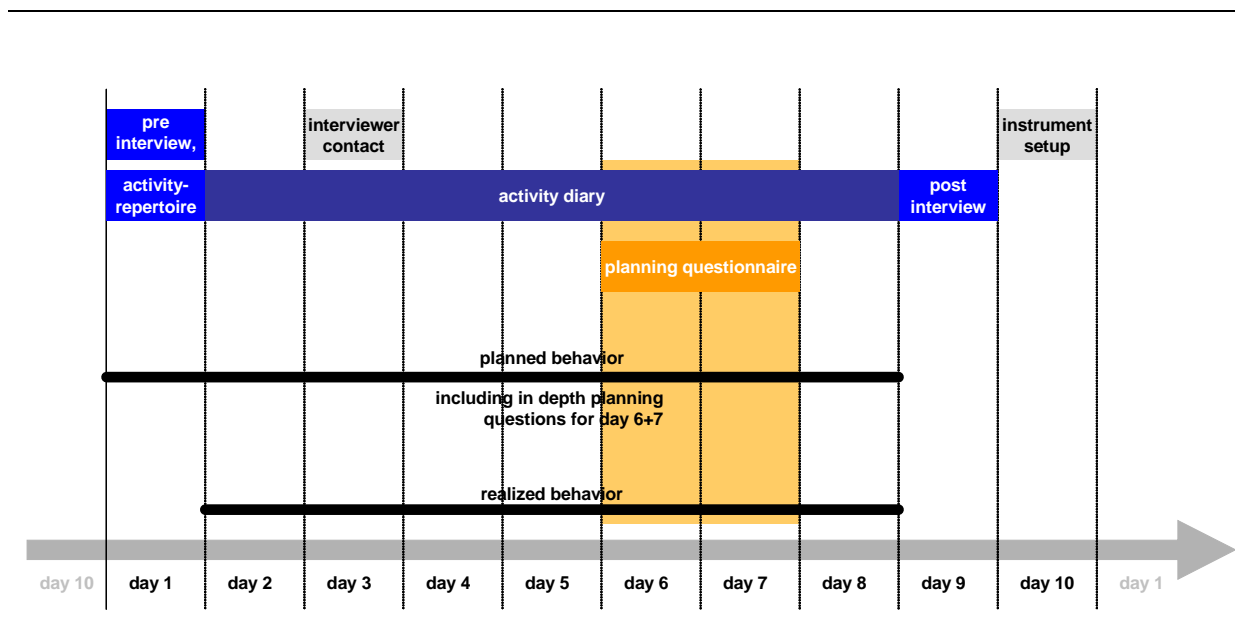 pre
interview,
interviewer
contact
instrument
setup
activity-
repertoire
activity diary
post
interview
planning questionnaire
planned behavior
including in depth planning
questions for day 6+7
realized behavior
day 10
day 1
day 2
day 3
day 4
day 5
day 6
day 7
day 8
day 9
day 10
day 1